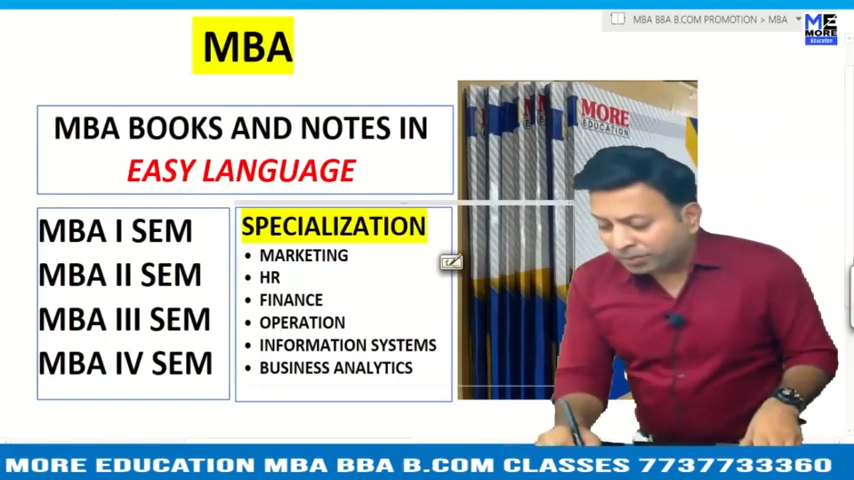 MBA BBA B.COM PROMOTION > MBA
ME
MORE
Education
MBA
MBA BOOKS AND NOTES IN
EASY LANGUAGE
MORE
EDUCATION
MBA I SEM
MBA II SEM
MBA III SEM
MBA IV SEM
SPECIALIZATION
• MARKETING
• HR
• FINANCE
• OPERATION
• INFORMATION SYSTEMS
• BUSINESS ANALYTICS
MORE EDUCATION MBA BBA B.COM CLASSES 7737733360